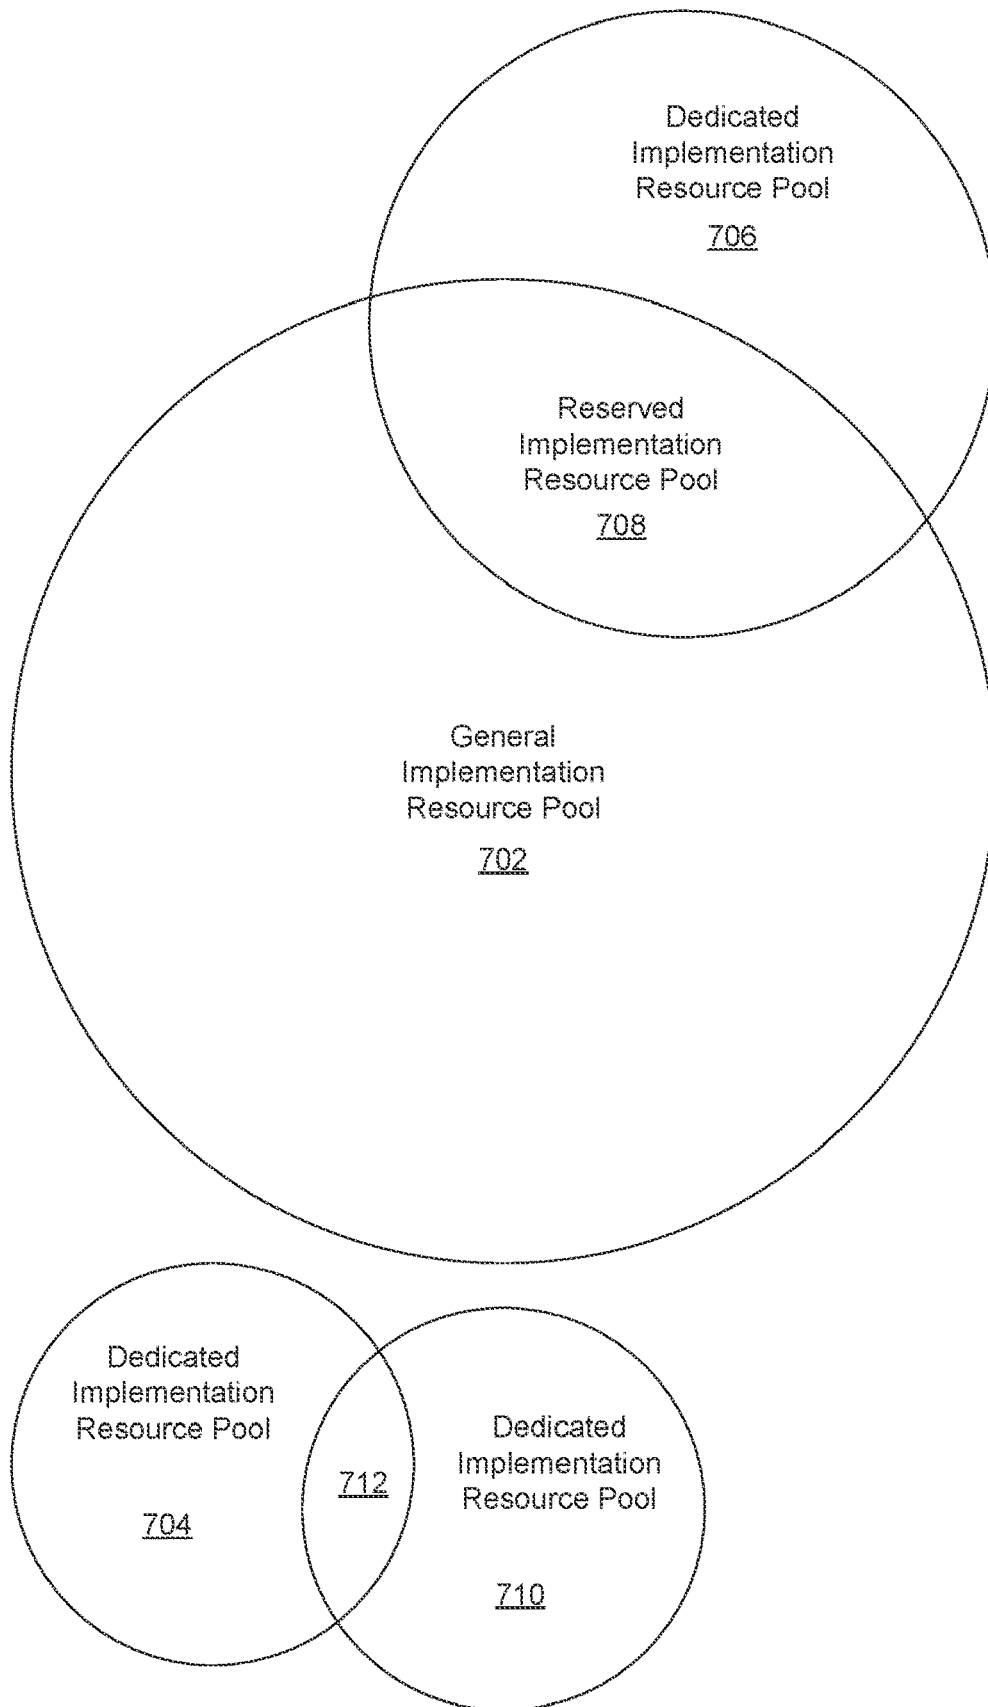 Dedicated
Implementation
Resource Pool
706
Reserved
Implementation
Resource Pool
708
General
Implementation
Resource Pool
702
Dedicated
Implementation
Resource Pool
704
712
Dedicated
Implementation
Resource Pool
710